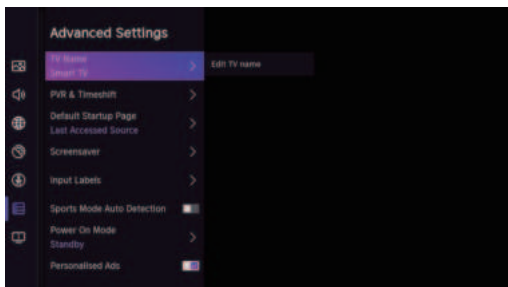 Advanced Settings
TV Name
Smart TV
Edit TV name
PVR & Timeshift
Default Startup Page
Last Accessed Source
Screensaver
Input Labels
Sports Mode Auto Detection
Power On Mode
Standby
Personalised Ads